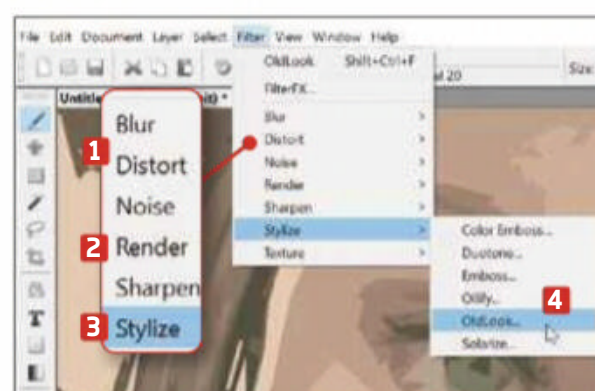 File Edit Document Layer Select Filter View Window Help
OldLook Shift+Ctrl+F
FilterFX...
Blur
Distort
Noise
Render
Sharpen
Stylize
Texture
Size:
Color Emboss...
Duotone...
Emboss...
Oilify...
OldLook...
Solarize...
4
Blur
1 Distort
Noise
2 Render
Sharpen
3 Stylize
T